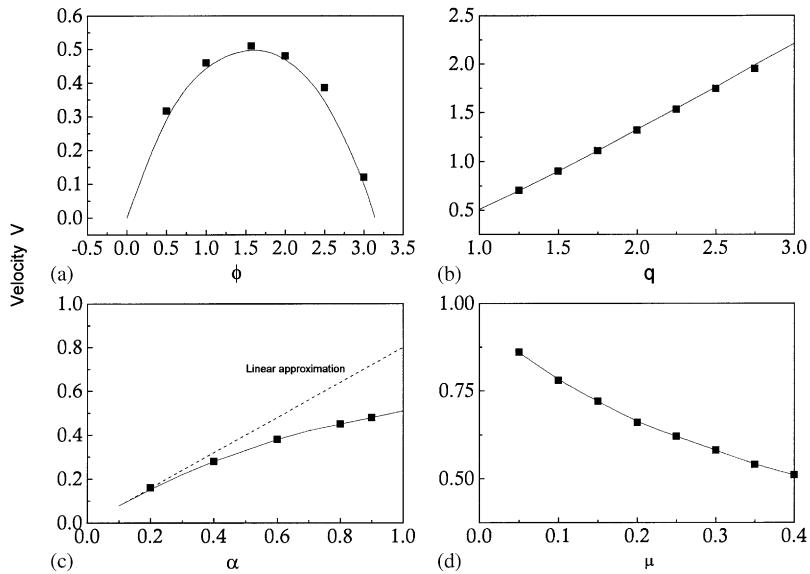 0.6
0.5
0.4
0.3
0.2
0.1
0.0
-0.5 0.0 0.5 1.0 1.5 2.0 2.5 3.0 3.5
(a) ϕ
2.5
2.0
1.5
1.0
0.5
1.0 1.5 2.0 2.5 3.0
(b) q
Velocity V
1.0
0.8
0.6
0.4
0.2
0.0
Linear approximation
0.0 0.2 0.4 0.6 0.8 1.0
(c) α
1.00
0.75
0.50
0.0 0.1 0.2 0.3 0.4
(d) μ